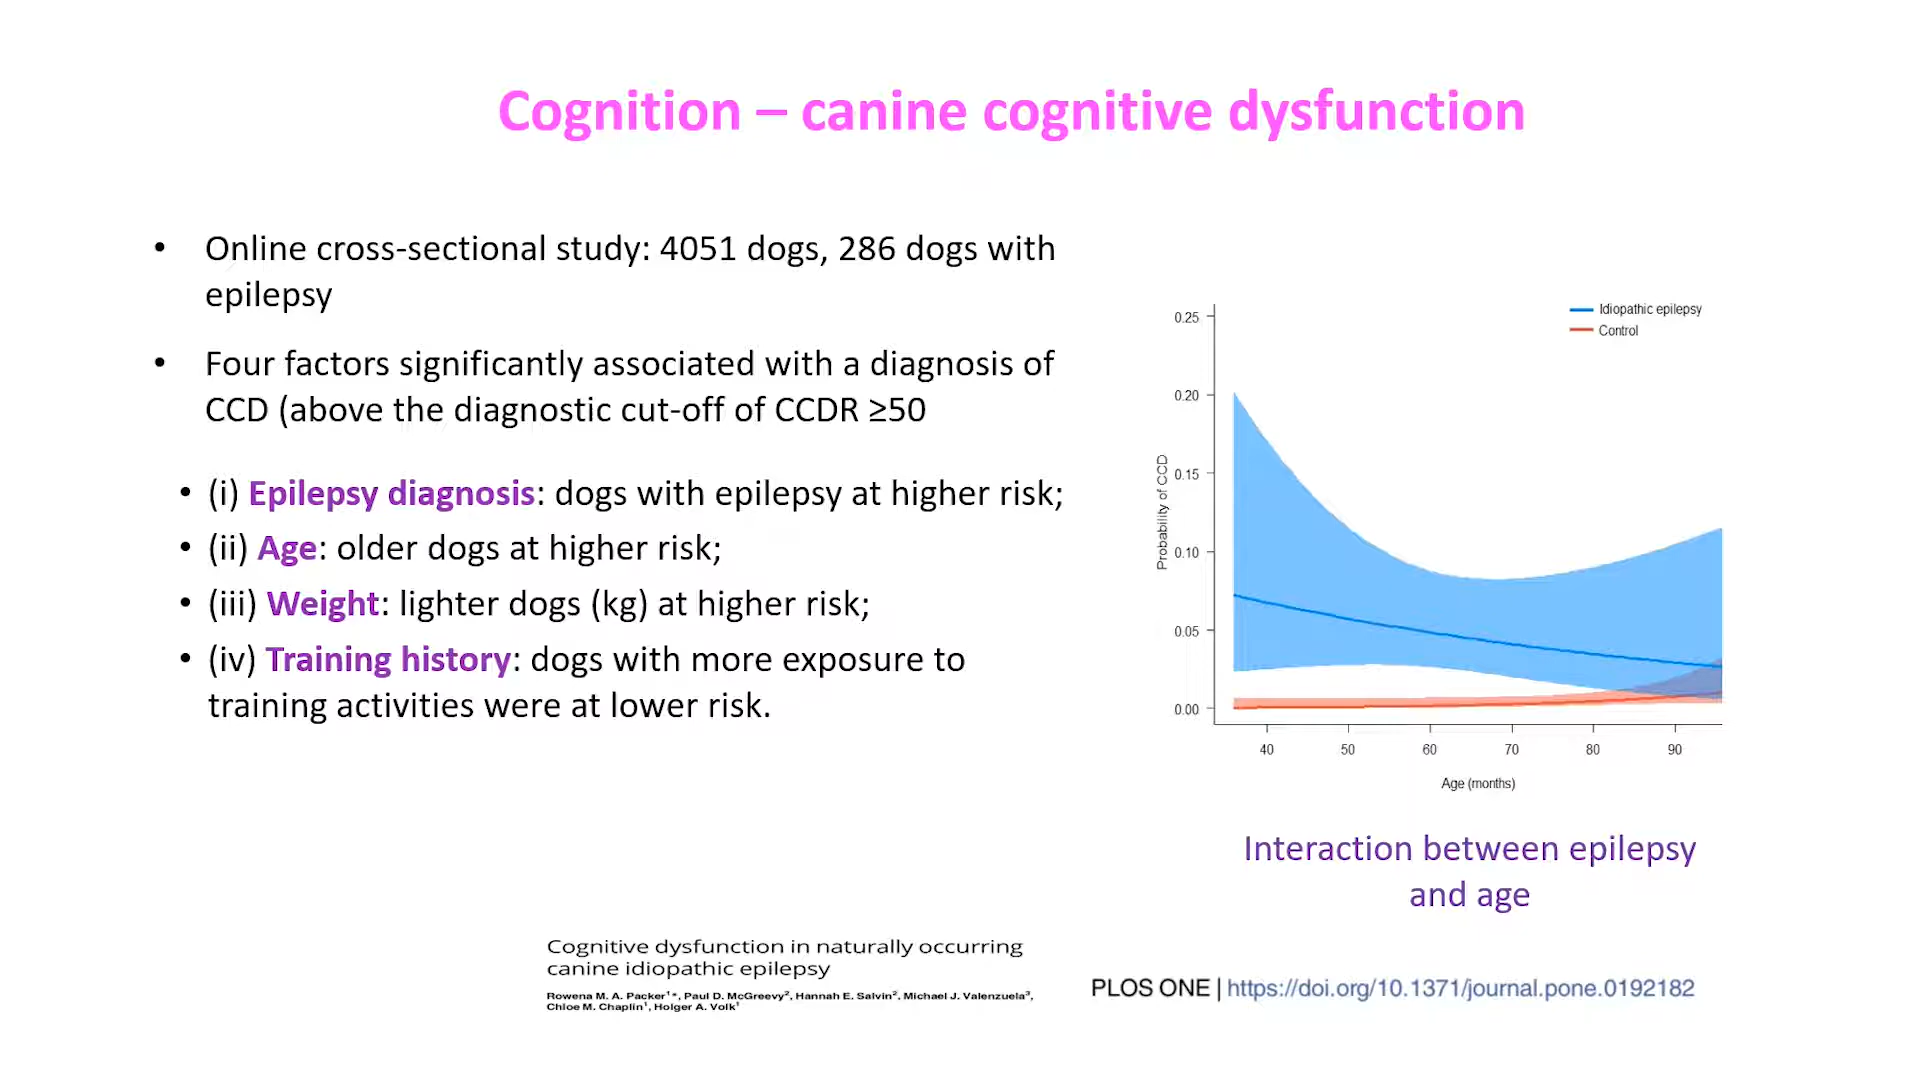 Cognition – canine cognitive dysfunction
• Online cross-sectional study: 4051 dogs, 286 dogs with
epilepsy
• Four factors significantly associated with a diagnosis of
CCD (above the diagnostic cut-off of CCDR ≥50
• (i) Epilepsy diagnosis: dogs with epilepsy at higher risk;
• (ii) Age: older dogs at higher risk;
• (iii) Weight: lighter dogs (kg) at higher risk;
• (iv) Training history: dogs with more exposure to
training activities were at lower risk.
Idiopathic epilepsy
Control
Probability of CCD
0.25
0.20
0.15
0.10
0.05
0.00
40 50 60 70 80 90
Age (months)
Interaction between epilepsy
and age
Cognitive dysfunction in naturally occurring
canine idiopathic epilepsy
Rowena M. A. Packer¹*, Paul D. McGreevy², Hannah E. Salvin², Michael J. Valenzuela³,
Chloe M. Chaplin¹, Holger A. Volk¹
PLOS ONE | https://doi.org/10.1371/journal.pone.0192182